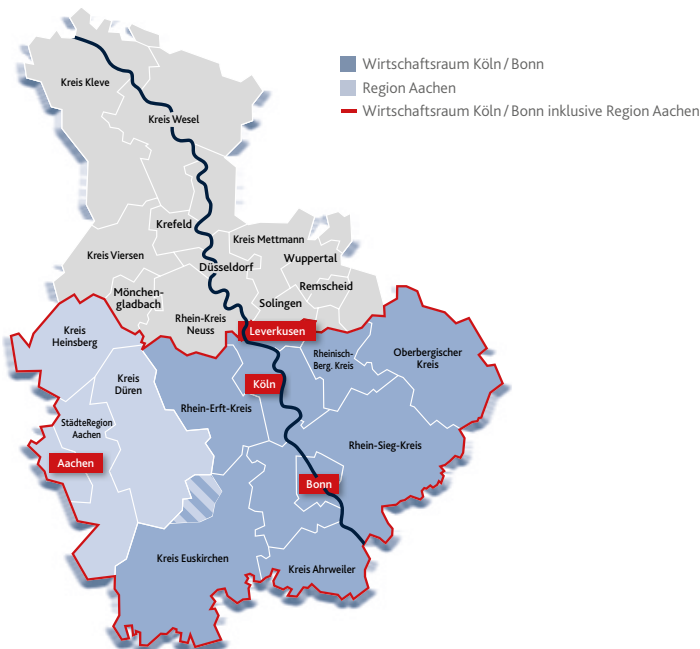 Wirtschaftsraum Köln / Bonn
Region Aachen
Wirtschaftsraum Köln / Bonn inklusive Region Aachen
Kreis Kleve
Kreis Wesel
Krefeld
Kreis Mettmann
Kreis Viersen
Wuppertal
Düsseldorf
Remscheid
Mönchen-
gladbach
Solingen
Rhein-Kreis
Neuss
Leverkusen
Kreis
Heinsberg
Rheinisch-
Berg. Kreis
Oberbergischer
Kreis
Kreis
Düren
Köln
Rhein-Erft-Kreis
StädteRegion
Aachen
Rhein-Sieg-Kreis
Aachen
Bonn
Kreis Euskirchen
Kreis Ahrweiler